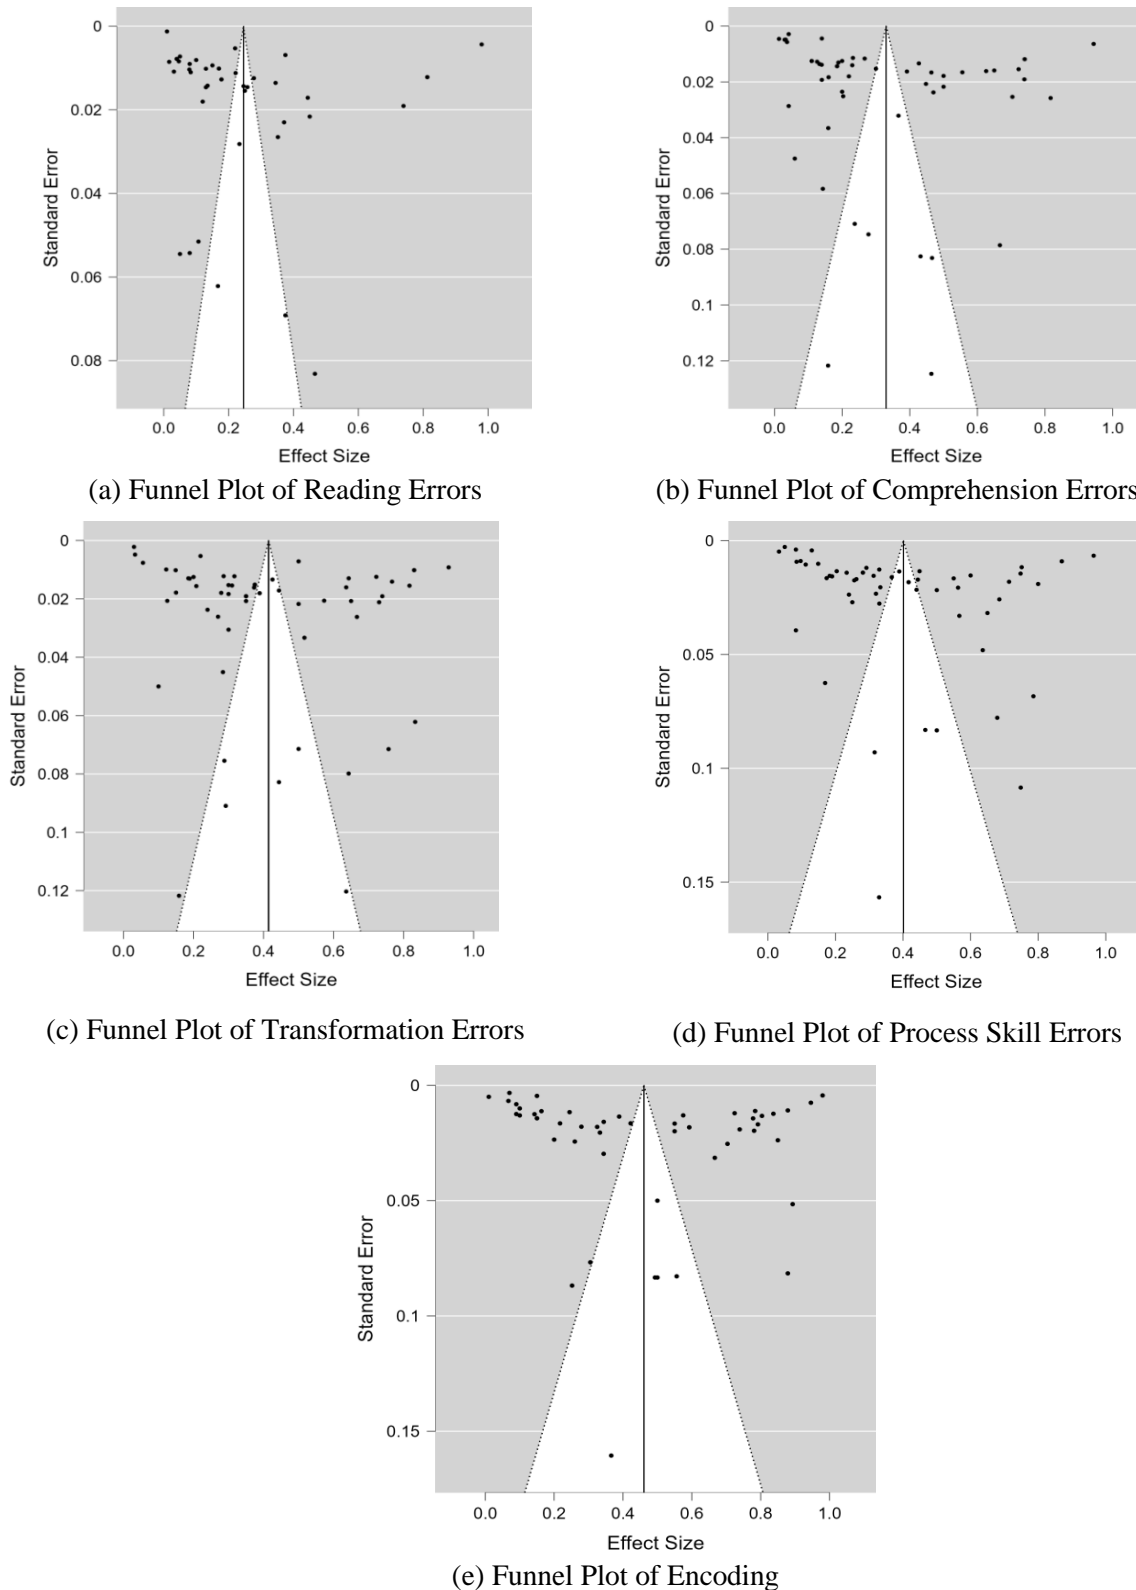 0
0.02
0.04
0.06
0.08
Standard Error
0.0 0.2 0.4 0.6 0.8 1.0
Effect Size
(a) Funnel Plot of Reading Errors
0
0.02
0.04
0.06
0.08
0.1
0.12
Standard Error
0.0 0.2 0.4 0.6 0.8 1.0
Effect Size
(b) Funnel Plot of Comprehension Errors
0
0.02
0.04
0.06
0.08
0.1
0.12
Standard Error
0.0 0.2 0.4 0.6 0.8 1.0
Effect Size
(c) Funnel Plot of Transformation Errors
0
0.05
0.1
0.15
Standard Error
0.0 0.2 0.4 0.6 0.8 1.0
Effect Size
(d) Funnel Plot of Process Skill Errors
0
0.05
0.1
0.15
Standard Error
0.0 0.2 0.4 0.6 0.8 1.0
Effect Size
(e) Funnel Plot of Encoding